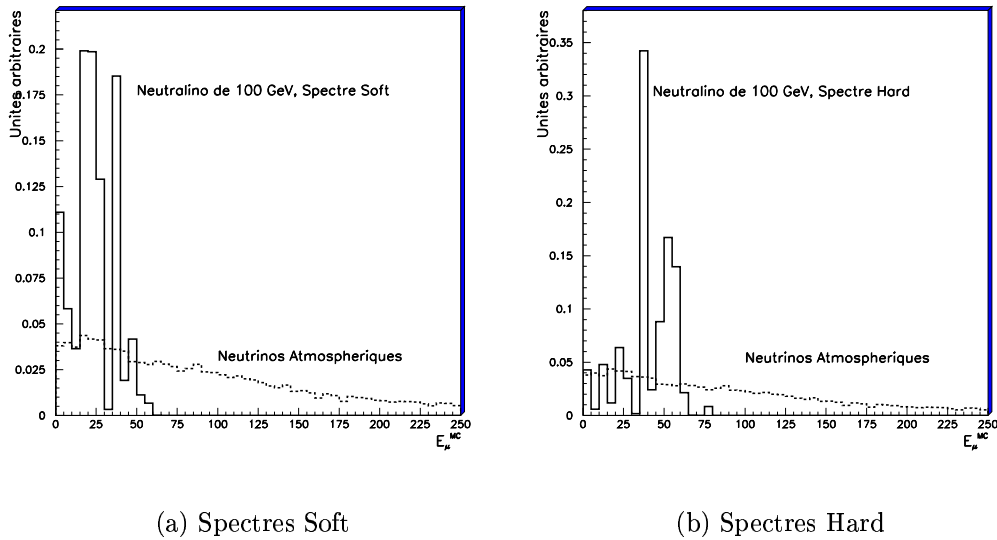 Unites arbitraires
0.2
0.175
0.15
0.125
0.1
0.075
0.05
0.025
0
Neutralino de 100 GeV, Spectre Soft
Neutrinos Atmospheriques
0 25 50 75 100 125 150 175 200 225 250
E_μ^MC
(a) Spectres Soft
Unites arbitraires
0.35
0.3
0.25
0.2
0.15
0.1
0.05
0
Neutralino de 100 GeV, Spectre Hard
Neutrinos Atmospheriques
0 25 50 75 100 125 150 175 200 225 250
E_μ^MC
(b) Spectres Hard